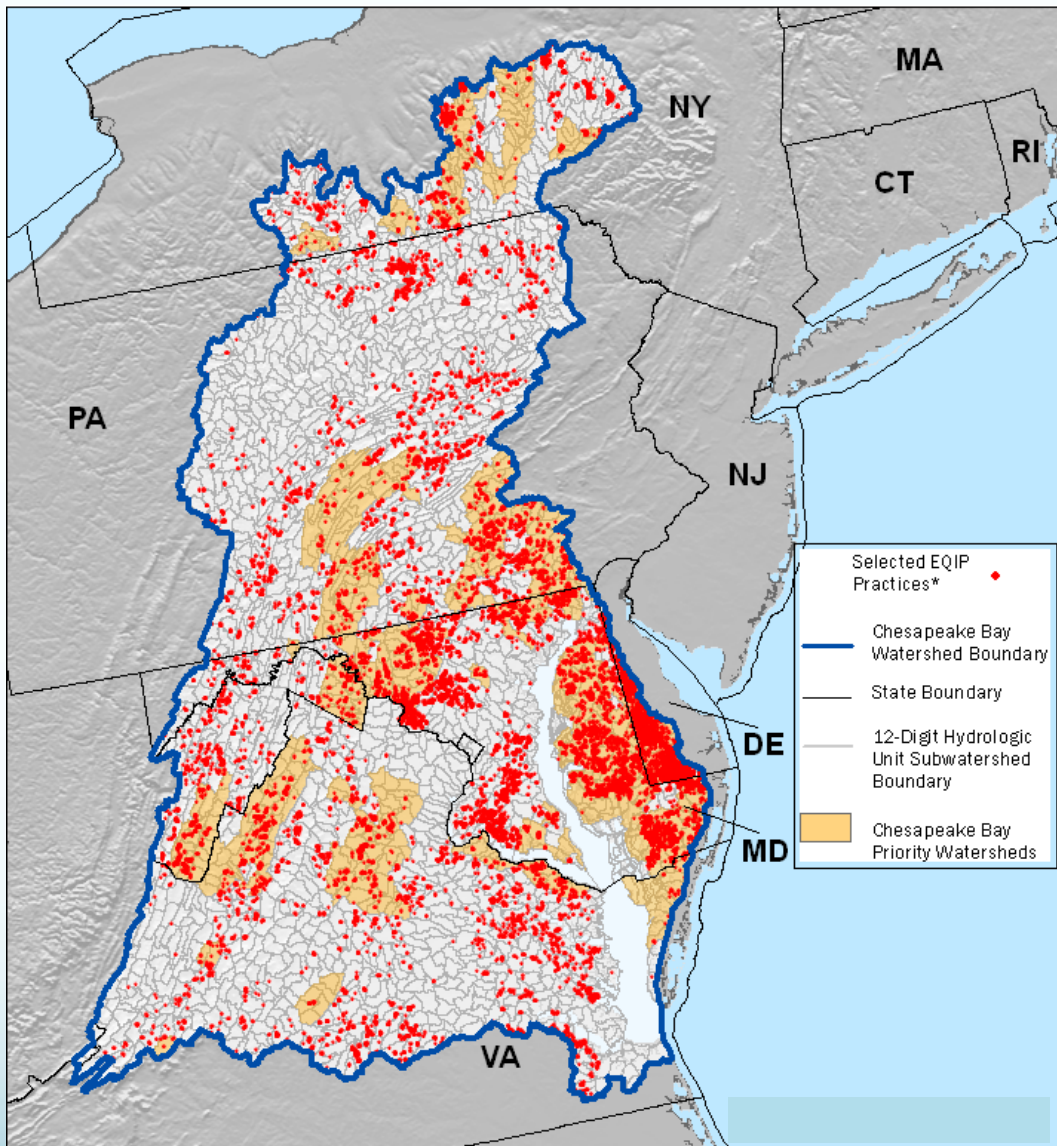 MA
NY
RI
CT
PA
NJ
Selected EQIP
Practices*
Chesapeake Bay
Watershed Boundary
State Boundary
12-Digit Hydrologic
Unit Subwatershed
Boundary
Chesapeake Bay
Priority Watersheds
DE
MD
VA